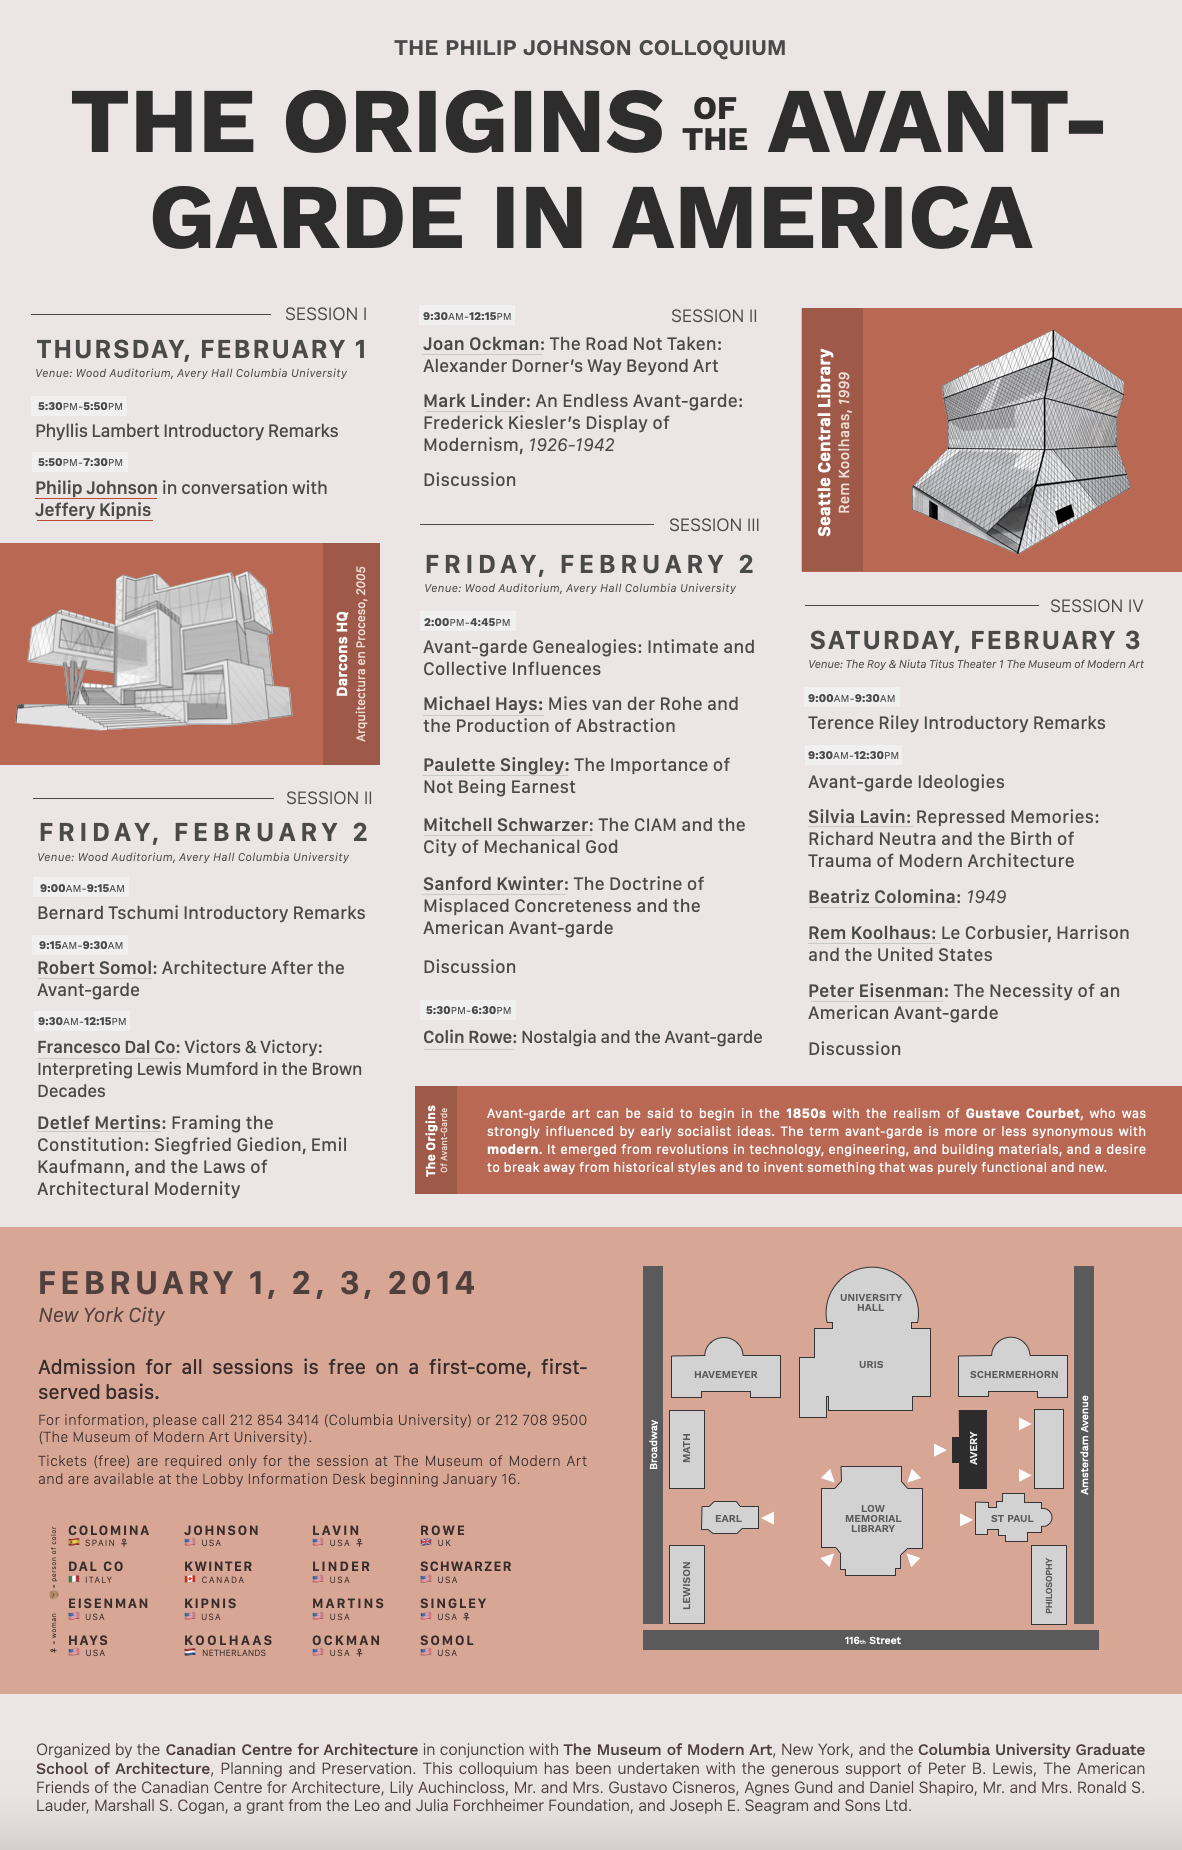 THE PHILIP JOHNSON COLLOQUIUM
THE ORIGINS OF THE AVANT-
GARDE IN AMERICA
SESSION I
THURSDAY, FEBRUARY 1
Venue: Wood Auditorium, Avery Hall Columbia University
5:30PM-5:50PM
Phyllis Lambert Introductory Remarks
5:50PM-7:30PM
Philip Johnson in conversation with
Jeffery Kipnis
Darcons HQ
Arquitectura en Proceso, 2005
SESSION II
FRIDAY, FEBRUARY 2
Venue: Wood Auditorium, Avery Hall Columbia University
9:00AM-9:15AM
Bernard Tschumi Introductory Remarks
9:15AM-9:30AM
Robert Somol: Architecture After the
Avant-garde
9:30AM-12:15PM
Francesco Dal Co: Victors & Victory:
Interpreting Lewis Mumford in the Brown
Decades
Detlef Mertins: Framing the
Constitution: Siegfried Giedion, Emil
Kaufmann, and the Laws of
Architectural Modernity
9:30AM-12:15PM
SESSION II
Joan Ockman: The Road Not Taken:
Alexander Dorner's Way Beyond Art
Mark Linder: An Endless Avant-garde:
Frederick Kiesler's Display of
Modernism, 1926-1942
Discussion
SESSION III
FRIDAY, FEBRUARY 2
Venue: Wood Auditorium, Avery Hall Columbia University
2:00PM-4:45PM
Avant-garde Genealogies: Intimate and
Collective Influences
Michael Hays: Mies van der Rohe and
the Production of Abstraction
Paulette Singley: The Importance of
Not Being Earnest
Mitchell Schwarzer: The CIAM and the
City of Mechanical God
Sanford Kwinter: The Doctrine of
Misplaced Concreteness and the
American Avant-garde
Discussion
5:30PM-6:30PM
Colin Rowe: Nostalgia and the Avant-garde
Seattle Central Library
Rem Koolhaas, 1999
SESSION IV
SATURDAY, FEBRUARY 3
Venue: The Roy & Niuta Titus Theater 1 The Museum of Modern Art
9:00AM-9:30AM
Terence Riley Introductory Remarks
9:30AM-12:30PM
Avant-garde Ideologies
Silvia Lavin: Repressed Memories:
Richard Neutra and the Birth of
Trauma of Modern Architecture
Beatriz Colomina: 1949
Rem Koolhaus: Le Corbusier, Harrison
and the United States
Peter Eisenman: The Necessity of an
American Avant-garde
Discussion
The Origins
Of Avant-Garde
Avant-garde art can be said to begin in the 1850s with the realism of Gustave Courbet, who was
strongly influenced by early socialist ideas. The term avant-garde is more or less synonymous with
modern. It emerged from revolutions in technology, engineering, and building materials, and a desire
to break away from historical styles and to invent something that was purely functional and new.
FEBRUARY 1, 2, 3, 2014
New York City
Admission for all sessions is free on a first-come, first-
served basis.
For information, please call 212 854 3414 (Columbia University) or 212 708 9500
(The Museum of Modern Art University).
Tickets (free) are required only for the session at The Museum of Modern Art
and are available at the Lobby Information Desk beginning January 16.
= woman = person of color
COLOMINA JOHNSON LAVIN ROWE
SPAIN USA USA UK
DAL CO KWINTER LINDER SCHWARZER
ITALY CANADA USA USA
EISENMAN KIPNIS MARTINS SINGLEY
USA USA USA USA
HAYS KOOLHAAS OCKMAN SOMOL
USA NETHERLANDS USA USA
UNIVERSITY
HALL
URIS
HAVEMEYER
SCHERMERHORN
Broadway
MATH
AVERY
Amsterdam Avenue
LOW
MEMORIAL
LIBRARY
EARL
ST PAUL
LEWISON
PHILOSOPHY
116th Street
Organized by the Canadian Centre for Architecture in conjunction with The Museum of Modern Art, New York, and the Columbia University Graduate
School of Architecture, Planning and Preservation. This colloquium has been undertaken with the generous support of Peter B. Lewis, The American
Friends of the Canadian Centre for Architecture, Lily Auchincloss, Mr. and Mrs. Gustavo Cisneros, Agnes Gund and Daniel Shapiro, Mr. and Mrs. Ronald S.
Lauder, Marshall S. Cogan, a grant from the Leo and Julia Forchheimer Foundation, and Joseph E. Seagram and Sons Ltd.